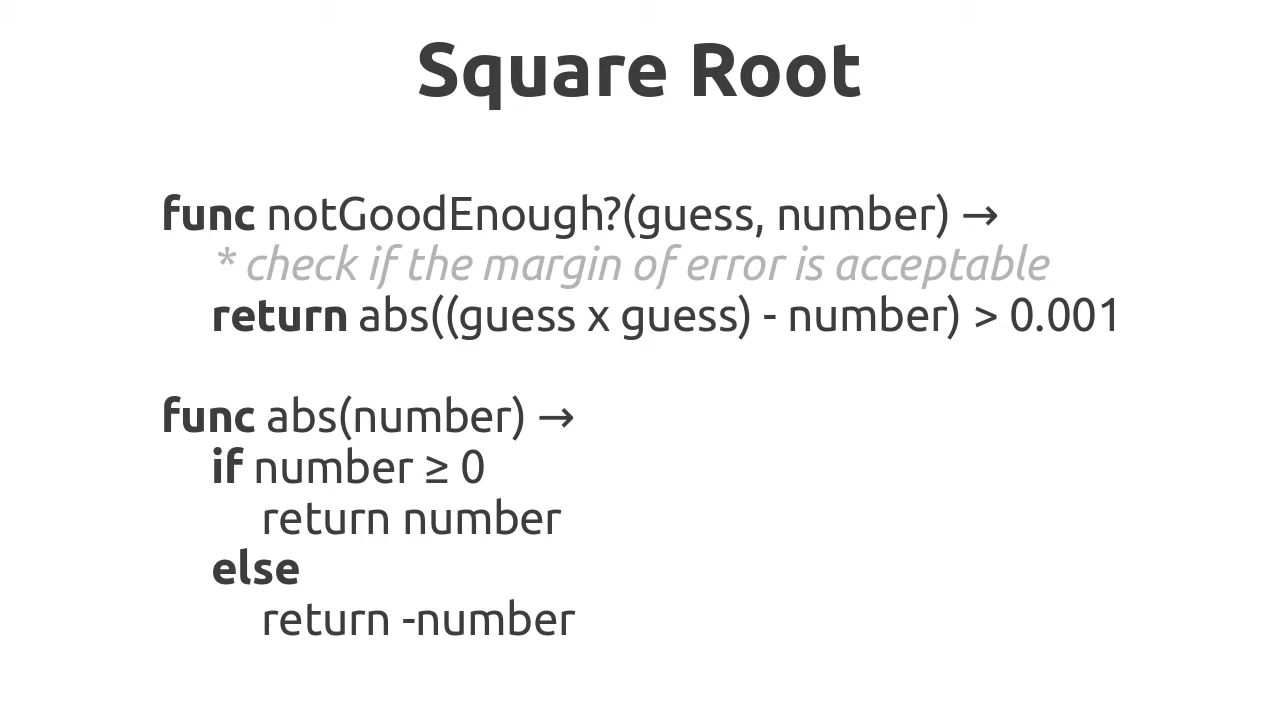 Square Root
func notGoodEnough?(guess, number) →
* check if the margin of error is acceptable
return abs((guess x guess) - number) > 0.001
func abs(number) →
if number ≥ 0
return number
else
return -number